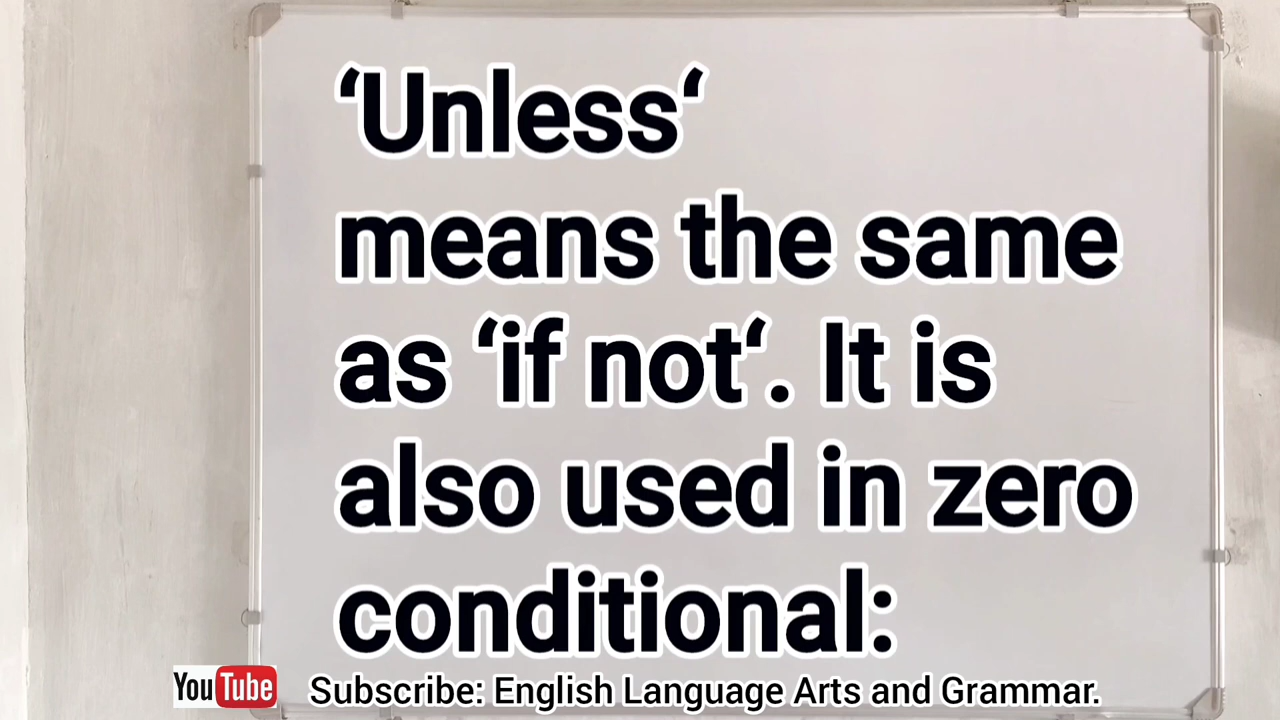 ‘Unless‘
means the same
as ‘if not‘. It is
also used in zero
conditional:
YouTube Subscribe: English Language Arts and Grammar.